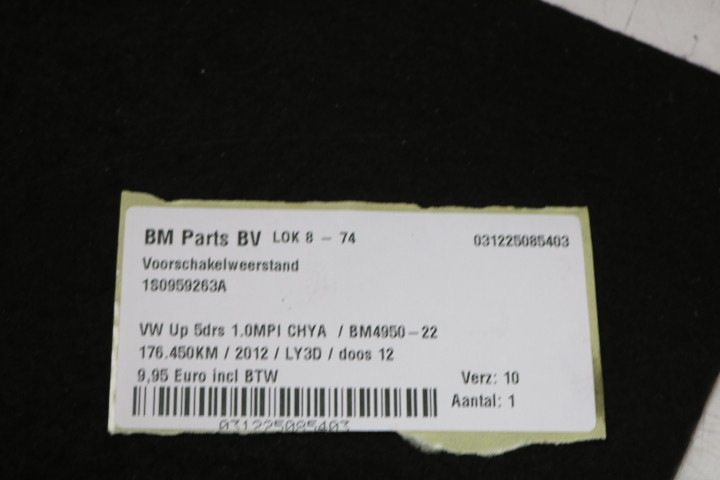 BM Parts BV LOK 8 - 74 031225085403
Voorschakelweerstand
1S0959263A
VW Up 5drs 1.0MPI CHYA / BM4950-22
176.450KM / 2012 / LY3D / doos 12
9,95 Euro incl BTW Verz: 10
Aantal: 1
031225085403